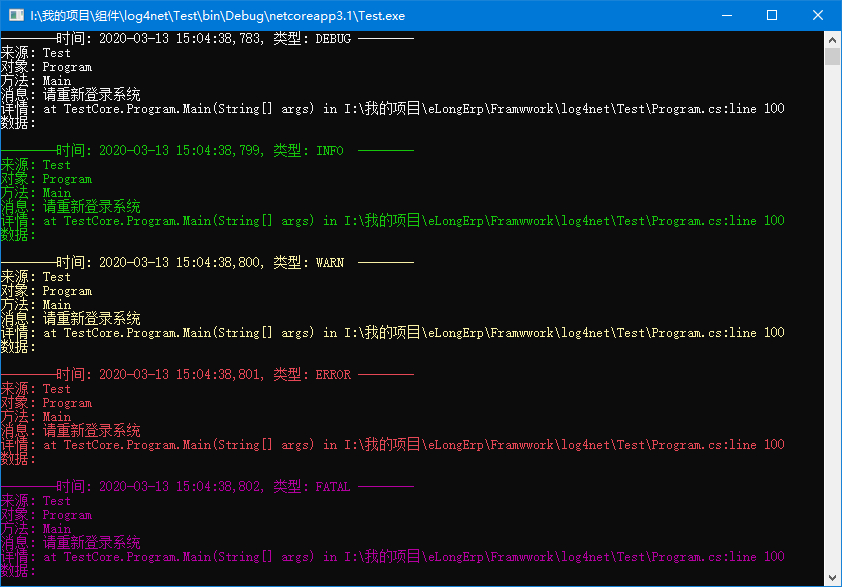 I:\我的项目\组件\log4net\Test\bin\Debug\netcoreapp3.1\Test.exe
————时间: 2020-03-13 15:04:38,783, 类型: DEBUG ————
来源: Test
对象: Program
方法: Main
消息: 请重新登录系统
详情: at TestCore.Program.Main(String[] args) in I:\我的项目\eLongErp\Framwwork\log4net\Test\Program.cs:line 100
数据:
————时间: 2020-03-13 15:04:38,799, 类型: INFO ————
来源: Test
对象: Program
方法: Main
消息: 请重新登录系统
详情: at TestCore.Program.Main(String[] args) in I:\我的项目\eLongErp\Framwwork\log4net\Test\Program.cs:line 100
数据:
————时间: 2020-03-13 15:04:38,800, 类型: WARN ————
来源: Test
对象: Program
方法: Main
消息: 请重新登录系统
详情: at TestCore.Program.Main(String[] args) in I:\我的项目\eLongErp\Framwwork\log4net\Test\Program.cs:line 100
数据:
————时间: 2020-03-13 15:04:38,801, 类型: ERROR ————
来源: Test
对象: Program
方法: Main
消息: 请重新登录系统
详情: at TestCore.Program.Main(String[] args) in I:\我的项目\eLongErp\Framwwork\log4net\Test\Program.cs:line 100
数据:
————时间: 2020-03-13 15:04:38,802, 类型: FATAL ————
来源: Test
对象: Program
方法: Main
消息: 请重新登录系统
详情: at TestCore.Program.Main(String[] args) in I:\我的项目\eLongErp\Framwwork\log4net\Test\Program.cs:line 100
数据: